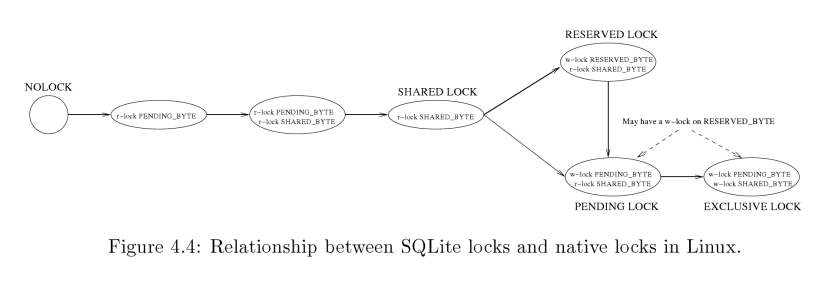 RESERVED LOCK
w−lock RESERVED_BYTE
r−lock SHARED_BYTE
NOLOCK
SHARED LOCK
r−lock PENDING_BYTE
r−lock PENDING_BYTE
r−lock SHARED_BYTE
r−lock SHARED_BYTE
May have a w−lock on RESERVED_BYTE
w−lock PENDING_BYTE
r−lock SHARED_BYTE
w−lock PENDING_BYTE
w−lock SHARED_BYTE
PENDING LOCK
EXCLUSIVE LOCK
Figure 4.4: Relationship between SQLite locks and native locks in Linux.